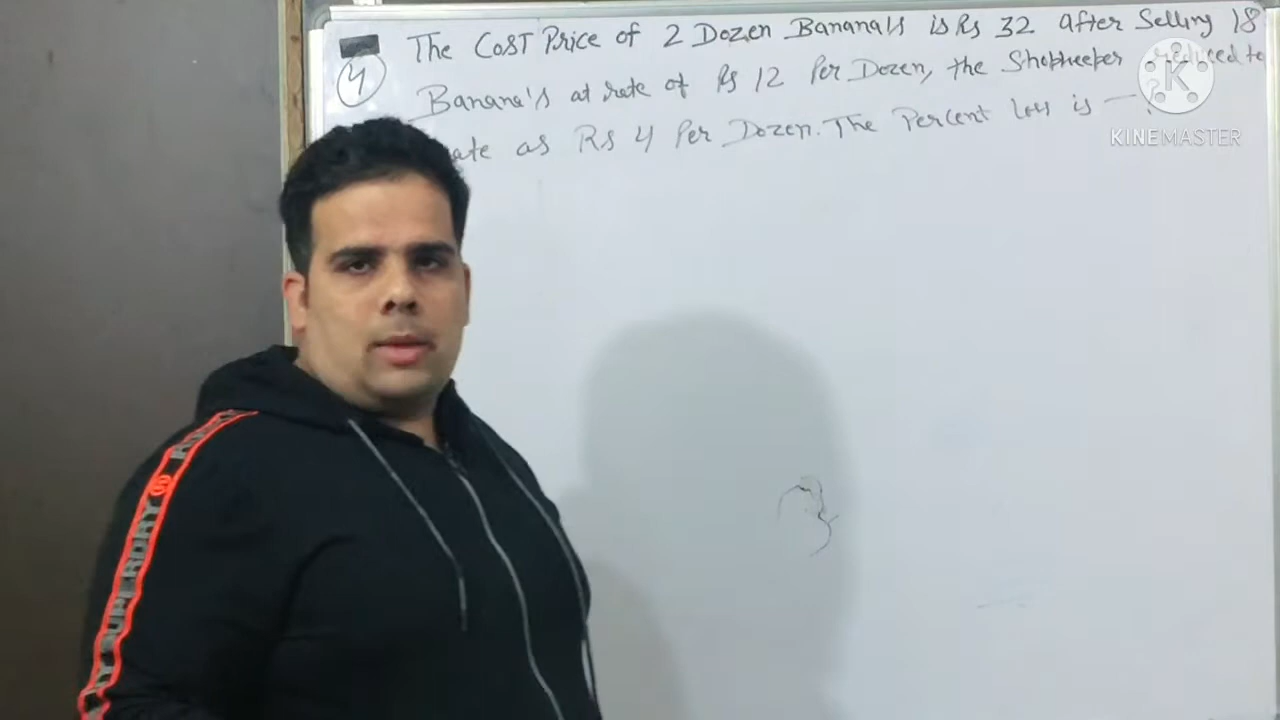 4
The Cost Price of 2 Dozen Banana's is Rs 32 After Selling 18
Banana's at rate of Rs 12 Per Dozen, the Shopkeeper
as Rs 4 Per Dozen. The Percent loss is — ?
K
KINEMASTER
SUPERDRY